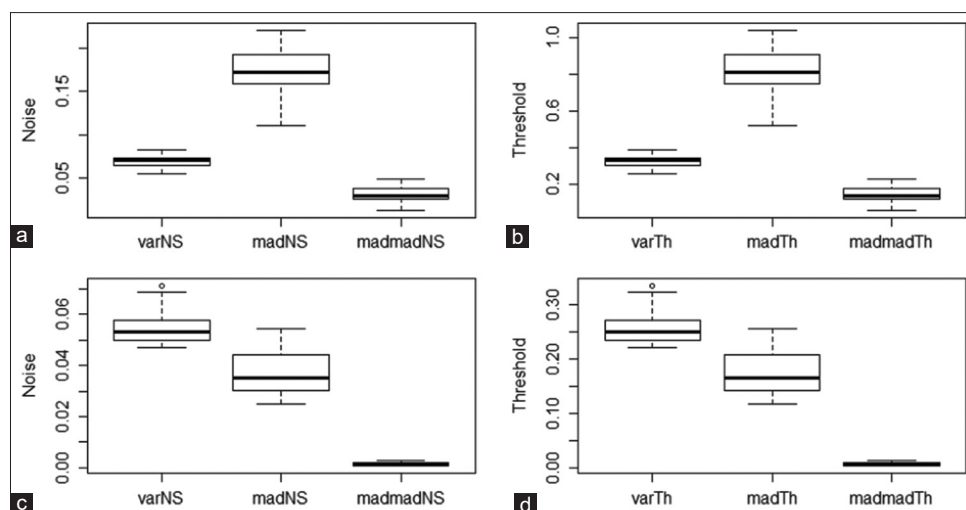 Noise
0.15
0.05
varNS madNS madmadNS
a
Threshold
1.0
0.6
0.2
varTh madTh madmadTh
b
Noise
0.06
0.04
0.02
0.00
varNS madNS madmadNS
c
Threshold
0.30
0.20
0.10
0.00
varTh madTh madmadTh
d